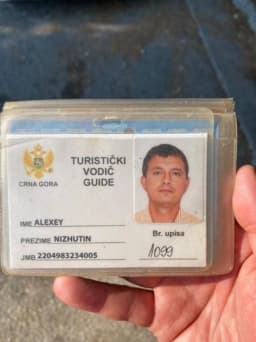 CRNA GORA
TURISTIČKI
VODIČ
GUIDE
IME ALEXEY
PREZIME NIZHUTIN
JMB 2204983234005
Br. upisa
1099